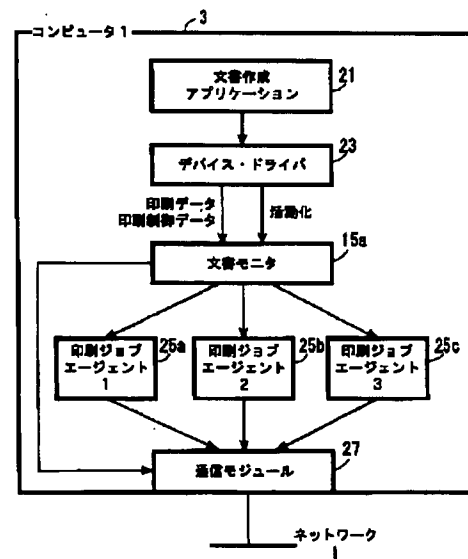 3
コンピュータ1
文書作成
アプリケーション
21
デバイス・ドライバ
23
印刷データ
印刷制御データ
活動化
文書モニタ
15a
印刷ジョブ
エージェント
1
25a
印刷ジョブ
エージェント
2
25b
印刷ジョブ
エージェント
3
25c
通信モジュール
27
ネットワーク